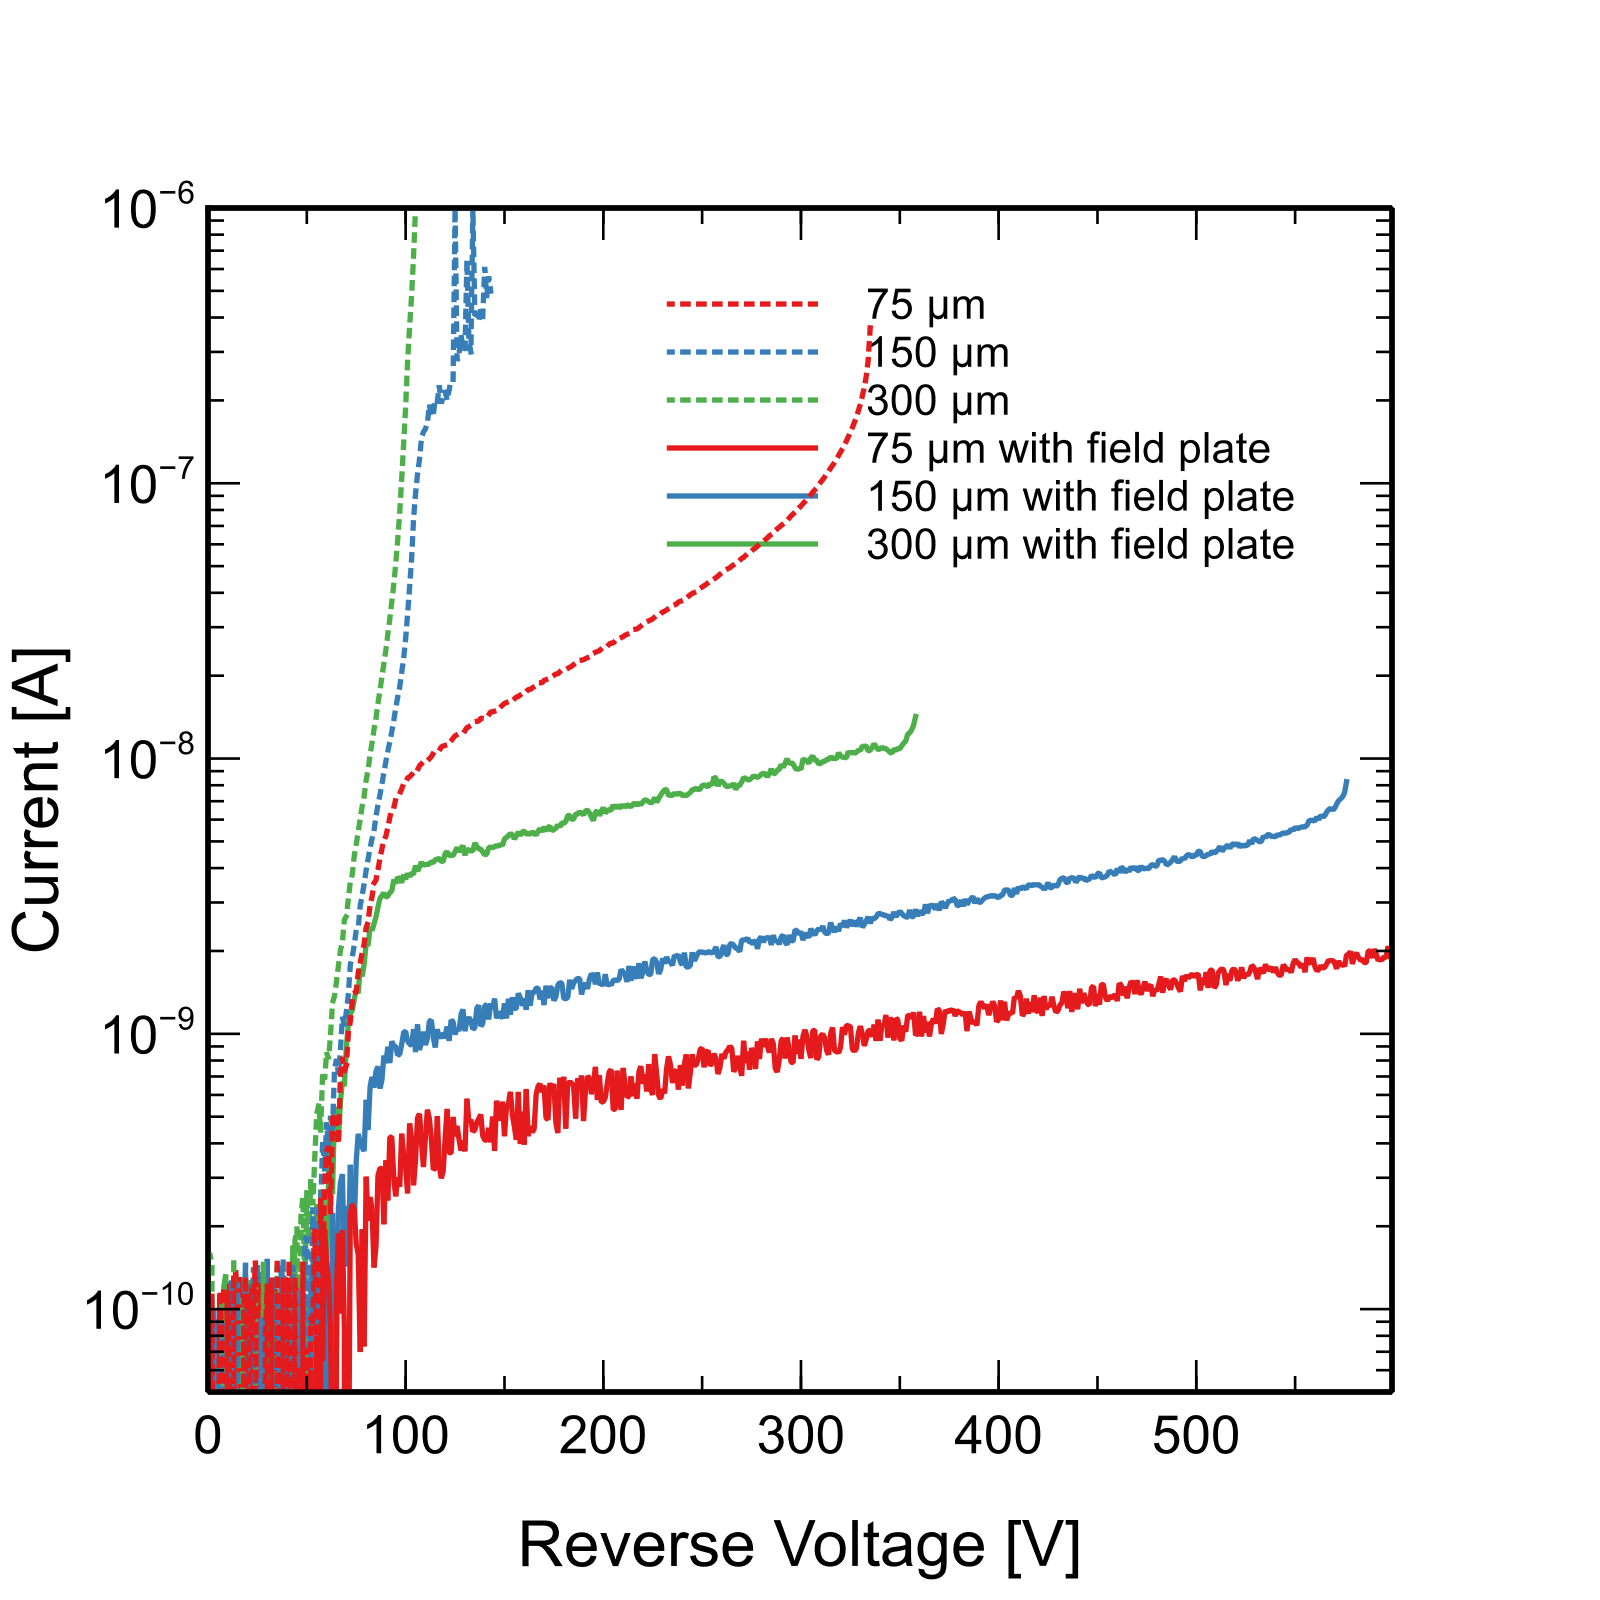 10⁻⁶
10⁻⁷
10⁻⁸
10⁻⁹
10⁻¹⁰
Current [A]
75 µm
150 µm
300 µm
75 µm with field plate
150 µm with field plate
300 µm with field plate
0 100 200 300 400 500
Reverse Voltage [V]